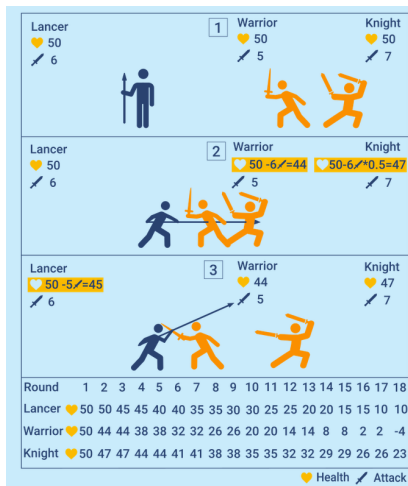 Lancer 1 Warrior Knight
50 50 50
6 5 7
Lancer 2 Warrior Knight
50 50 -6=44 50-6*0.5=47
6 5 7
Lancer 3 Warrior Knight
50 -5=45 44 47
6 5 7
Round 1 2 3 4 5 6 7 8 9 10 11 12 13 14 15 16 17 18
Lancer 50 50 45 45 40 40 35 35 30 30 25 25 20 20 15 15 10 10
Warrior 50 44 44 38 38 32 32 26 26 20 20 14 14 8 8 2 2 -4
Knight 50 47 47 44 44 41 41 38 38 35 35 32 32 29 29 26 26 23
Health Attack